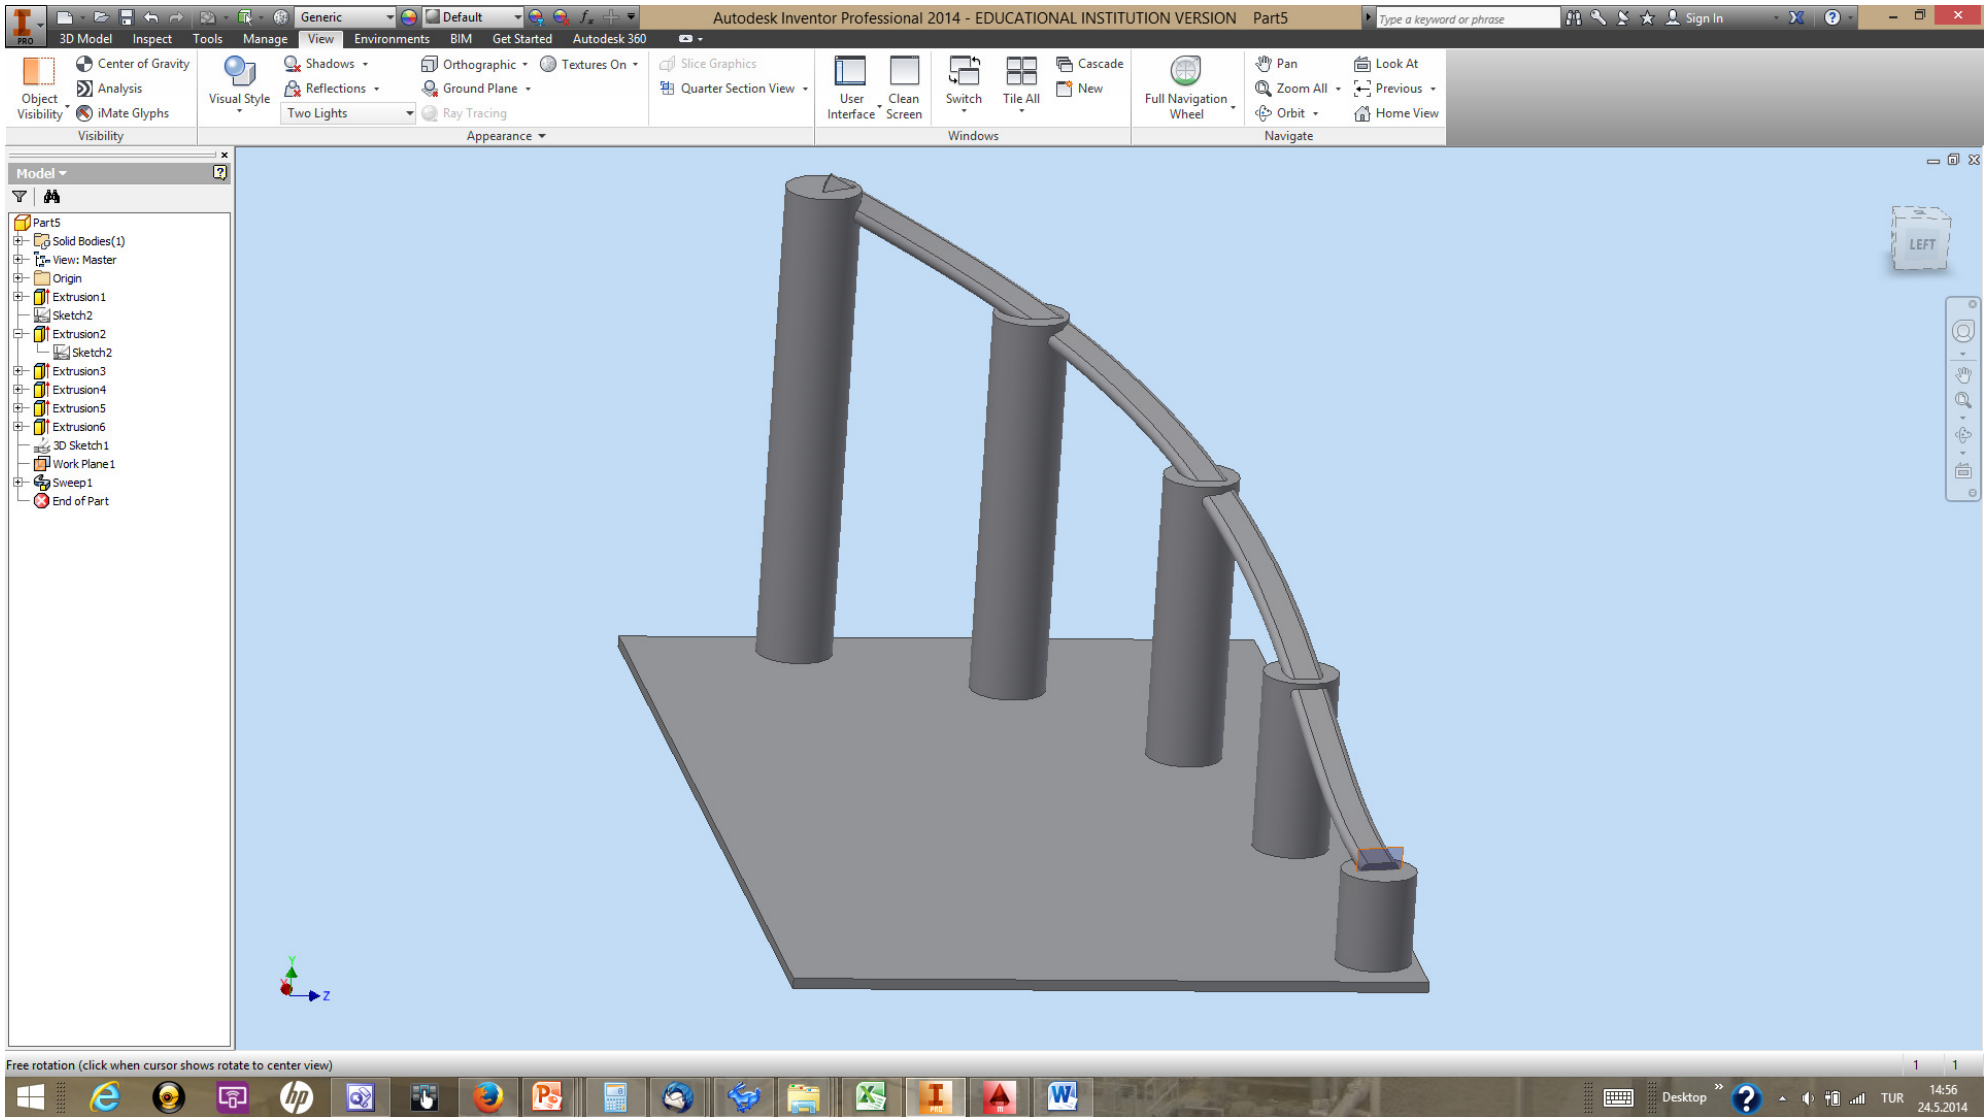 Generic
Default
Autodesk Inventor Professional 2014 - EDUCATIONAL INSTITUTION VERSION Part5
Type a keyword or phrase
Sign In
PRO
3D Model Inspect Tools Manage View Environments BIM Get Started Autodesk 360
Object Visibility
Center of Gravity
Analysis
iMate Glyphs
Visibility
Visual Style
Shadows
Reflections
Two Lights
Orthographic
Ground Plane
Ray Tracing
Textures On
Appearance
Slice Graphics
Quarter Section View
User Interface
Clean Screen
Switch
Tile All
Cascade
New
Windows
Full Navigation Wheel
Pan
Zoom All
Orbit
Look At
Previous
Home View
Navigate
Model
Part5
Solid Bodies(1)
View: Master
Origin
Extrusion1
Sketch2
Extrusion2
Sketch2
Extrusion3
Extrusion4
Extrusion5
Extrusion6
3D Sketch1
Work Plane1
Sweep1
End of Part
LEFT
Y
Z
Free rotation (click when cursor shows rotate to center view)
1 1
Desktop
TUR
14:56
24.5.2014